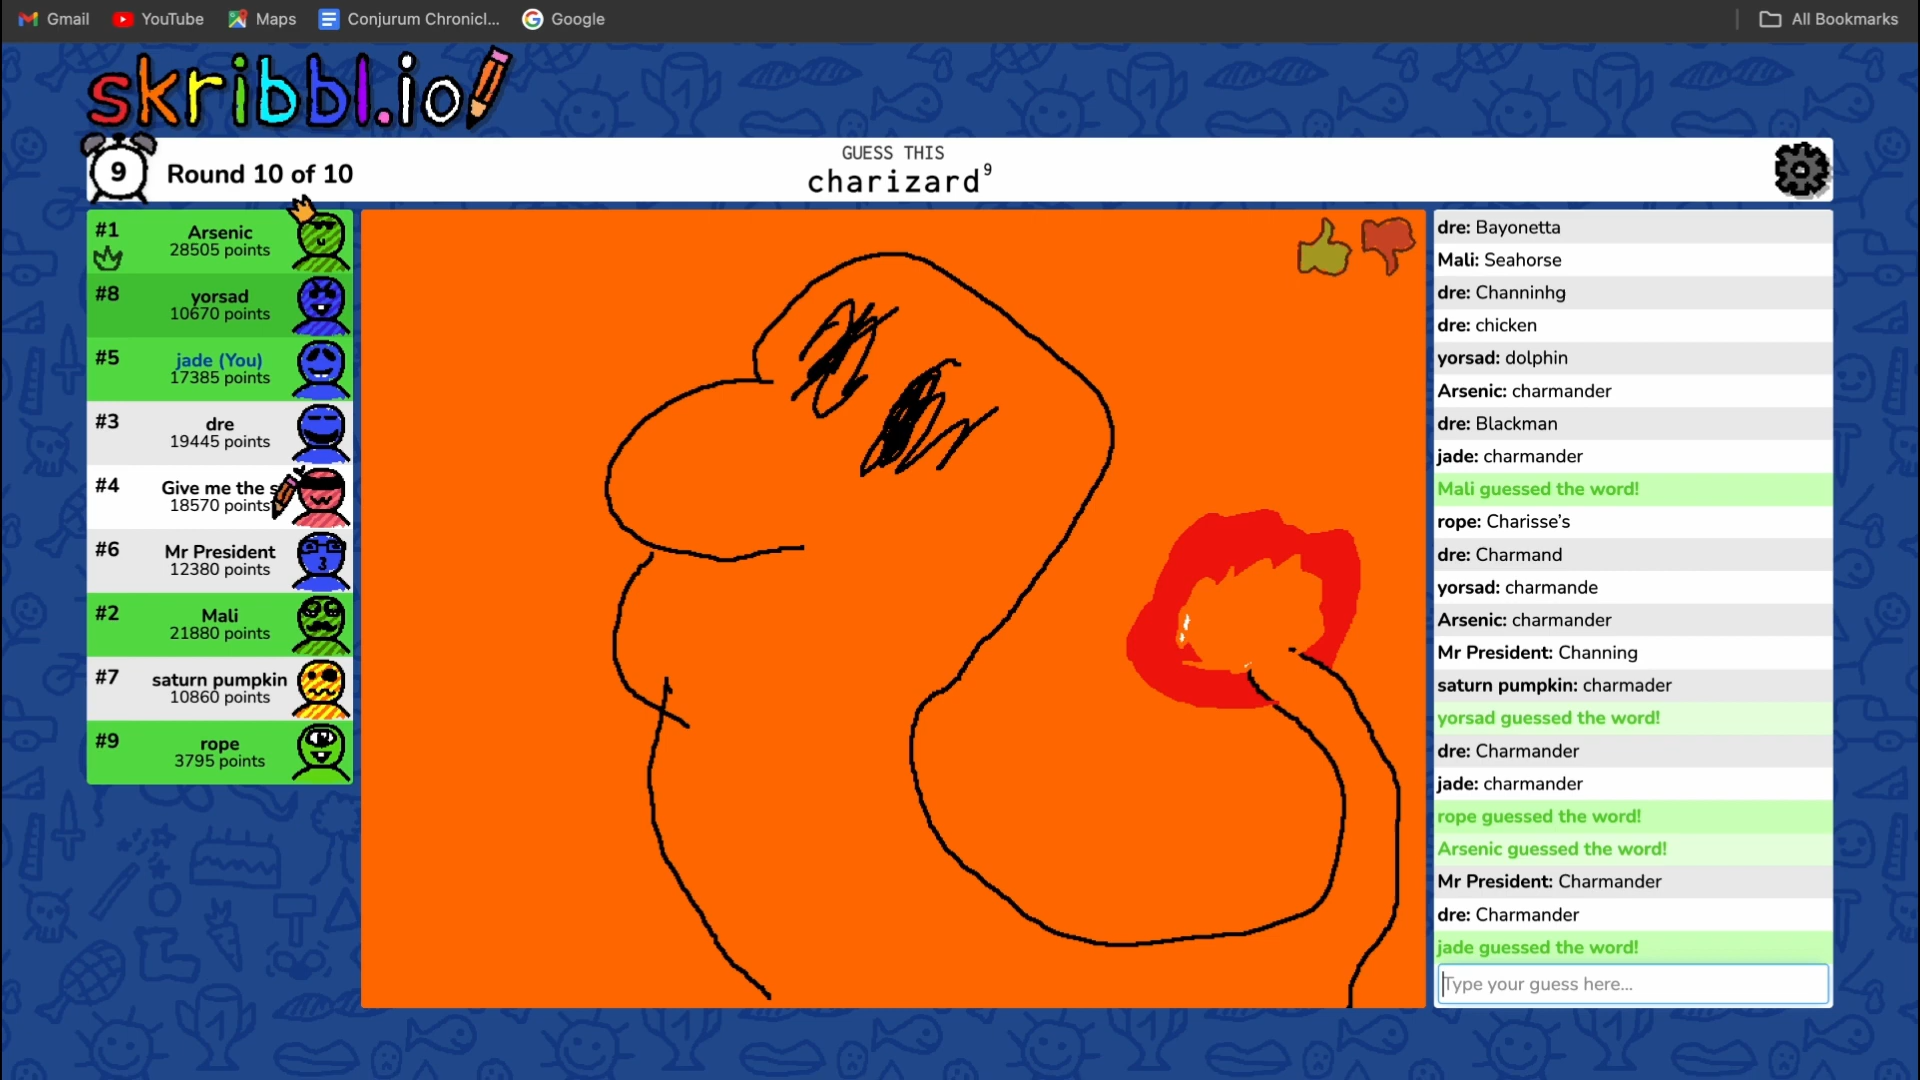 Gmail YouTube Maps Conjurum Chronicl... Google All Bookmarks
skribbl.io
9 Round 10 of 10
GUESS THIS
charizard 9
#1 Arsenic
28505 points
#8 yorsad
10670 points
#5 jade (You)
17385 points
#3 dre
19445 points
#4 Give me the s
18570 points
#6 Mr President
12380 points
#2 Mali
21880 points
#7 saturn pumpkin
10860 points
#9 rope
3795 points
dre: Bayonetta
Mali: Seahorse
dre: Channinhg
dre: chicken
yorsad: dolphin
Arsenic: charmander
dre: Blackman
jade: charmander
Mali guessed the word!
rope: Charisse’s
dre: Charmand
yorsad: charmande
Arsenic: charmander
Mr President: Channing
saturn pumpkin: charmader
yorsad guessed the word!
dre: Charmander
jade: charmander
rope guessed the word!
Arsenic guessed the word!
Mr President: Charmander
dre: Charmander
jade guessed the word!
Type your guess here...